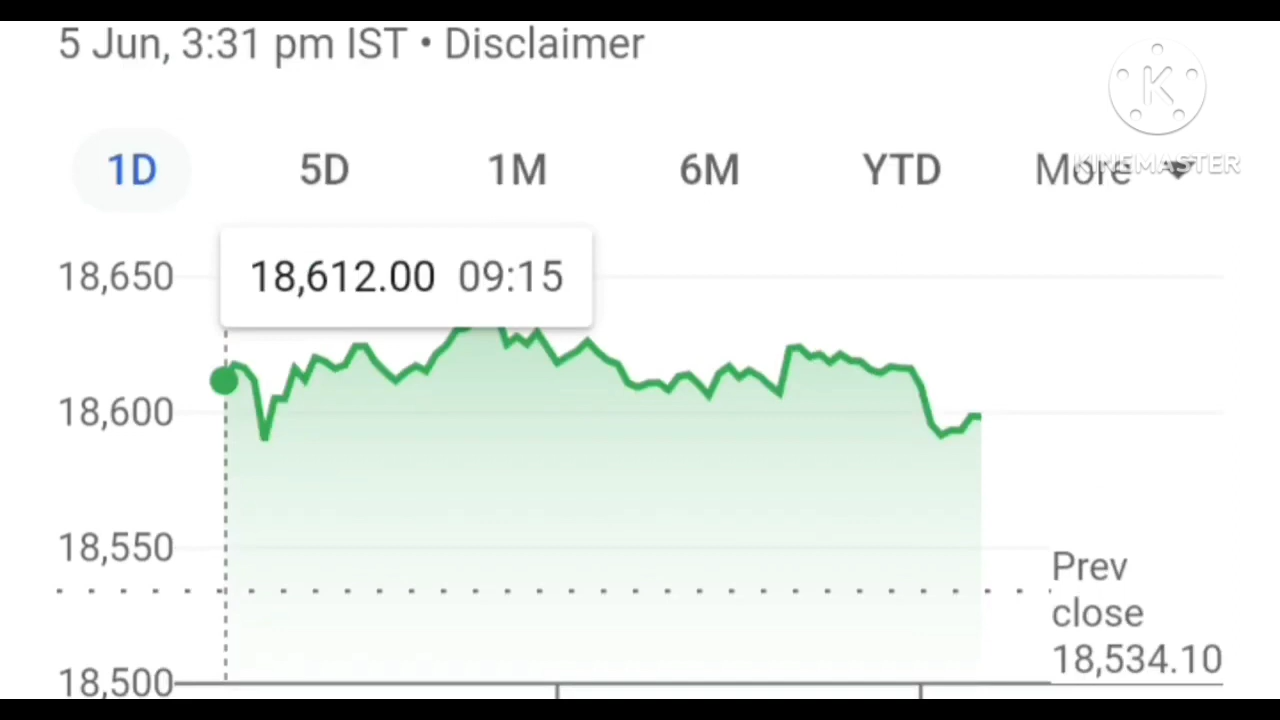 5 Jun, 3:31 pm IST • Disclaimer
K
KINEMASTER
1D 5D 1M 6M YTD More
18,612.00 09:15
18,650
18,600
18,550
18,500
Prev
close
18,534.10